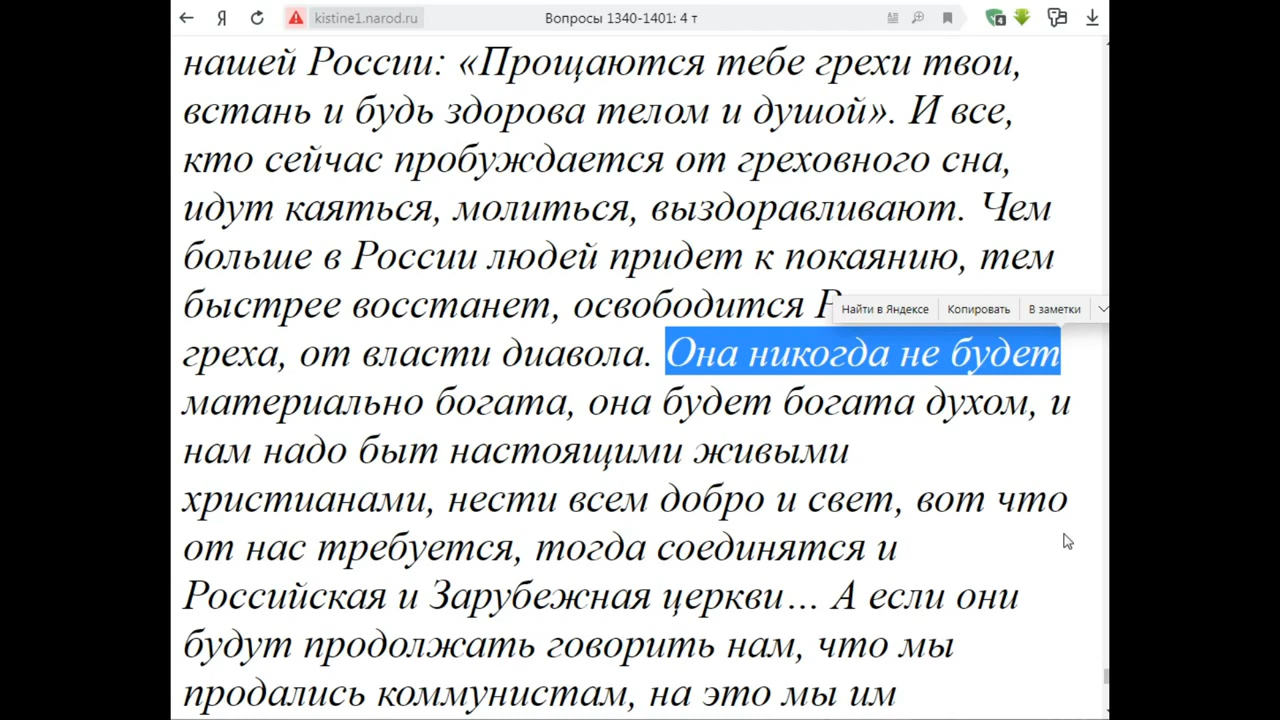 Я
kistine1.narod.ru
Вопросы 1340-1401: 4 т
4
нашей России: «Прощаются тебе грехи твои,
встань и будь здорова телом и душой». И все,
кто сейчас пробуждается от греховного сна,
идут каяться, молиться, выздоравливают. Чем
больше в России людей придет к покаянию, тем
быстрее восстанет, освободится
Найти в Яндексе
Копировать
В заметки
греха, от власти диавола. Она никогда не будет
материально богата, она будет богата духом, и
нам надо быт настоящими живыми
христианами, нести всем добро и свет, вот что
от нас требуется, тогда соединятся и
Российская и Зарубежная церкви… А если они
будут продолжать говорить нам, что мы
продались коммунистам, на это мы им